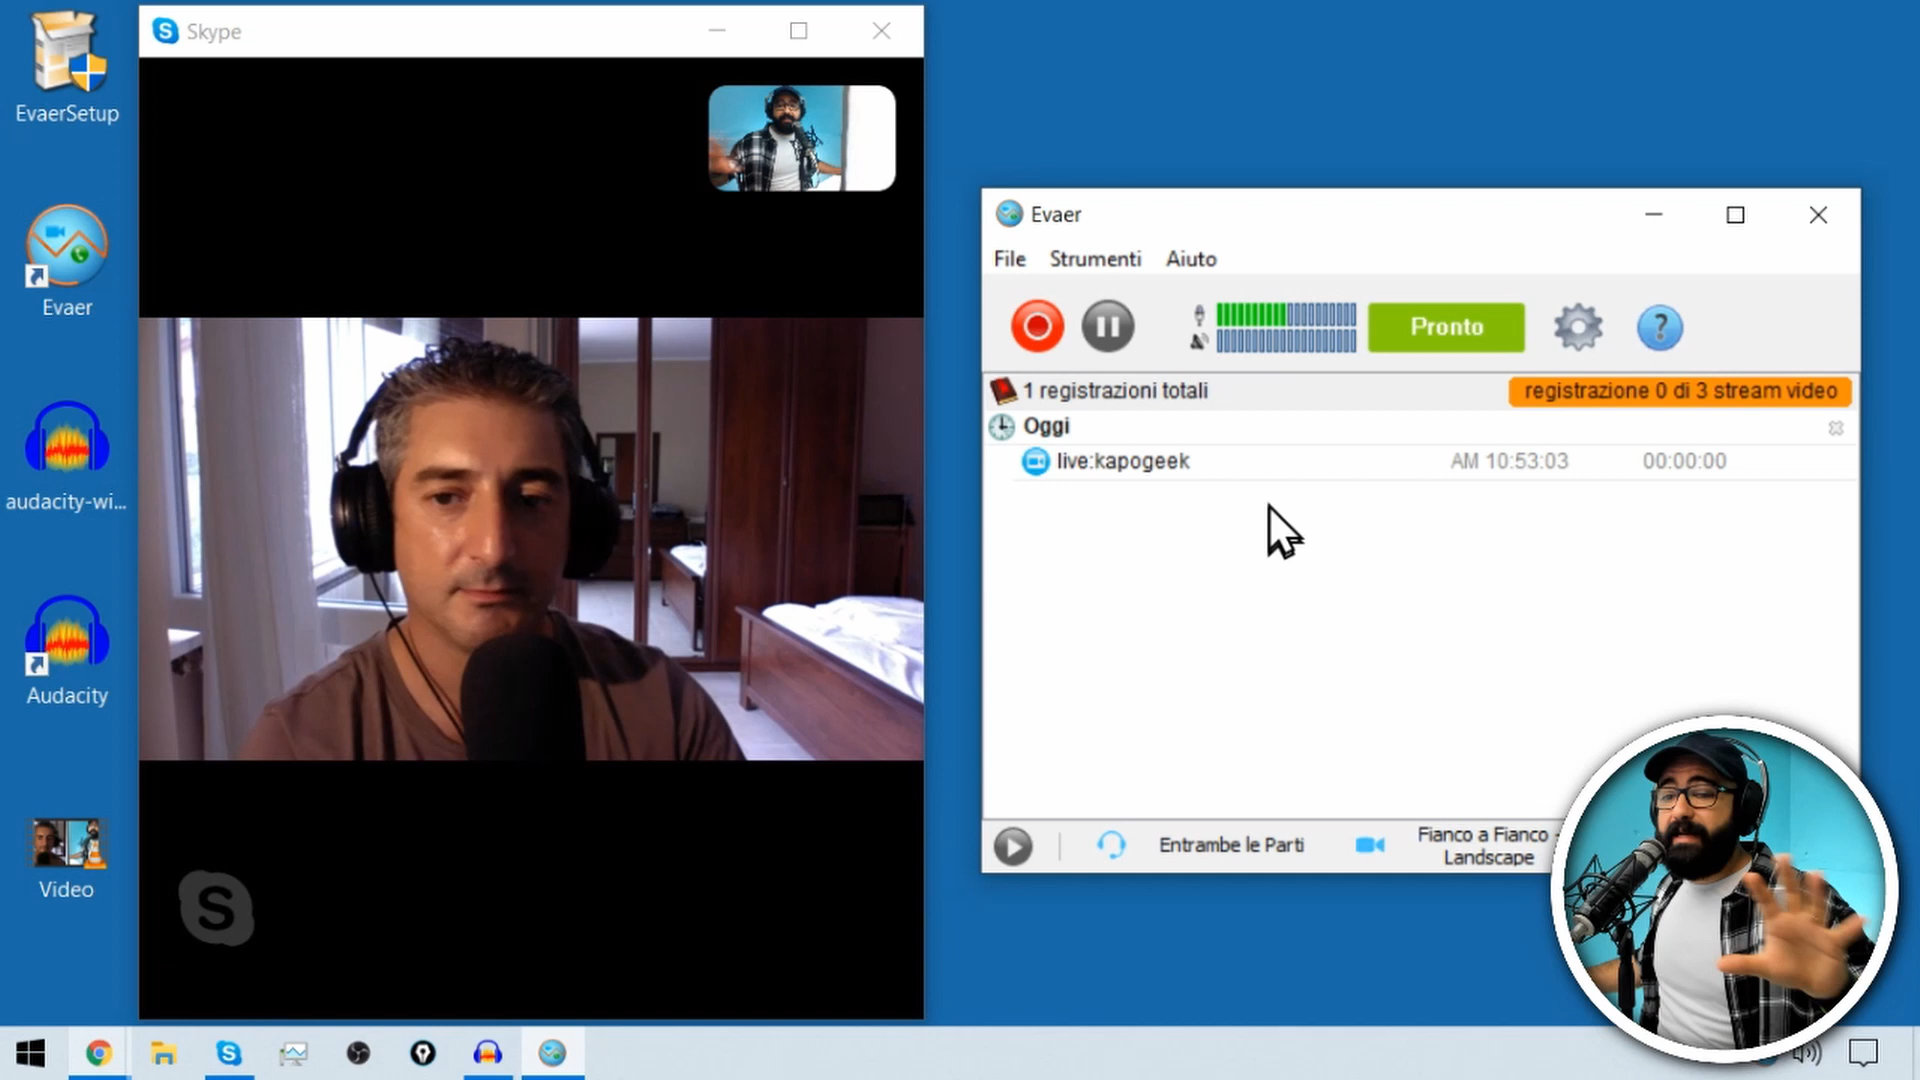 EvaerSetup
Evaer
audacity-wi...
Audacity
Video
Skype
Evaer
File Strumenti Aiuto
Pronto
1 registrazioni totali
registrazione 0 di 3 stream video
Oggi
live:kapogeek AM 10:53:03 00:00:00
Entrambe le Parti
Fianco a Fianco -
Landscape